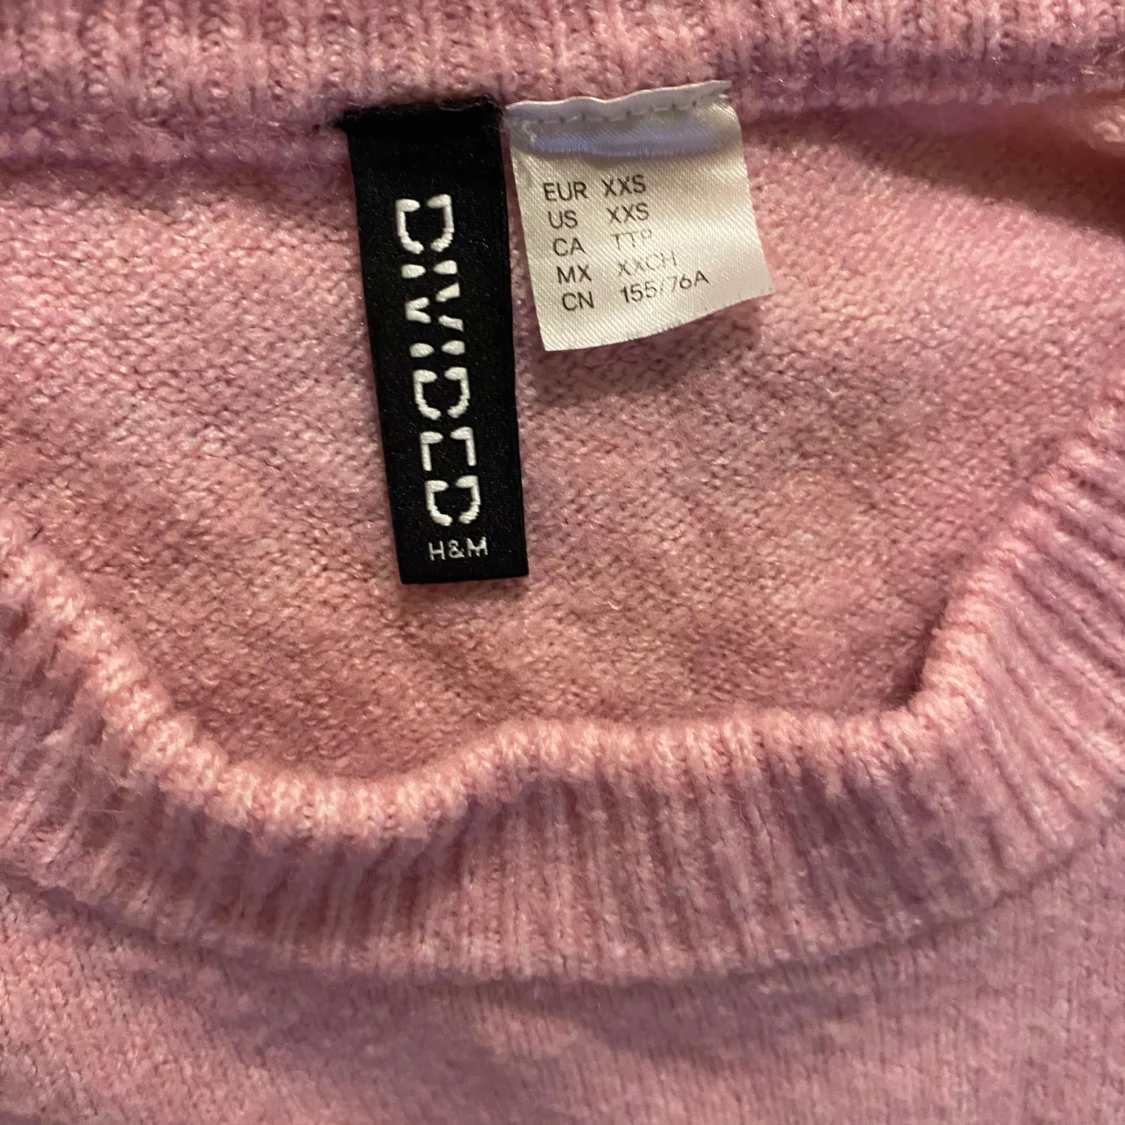 DIVIDED
H&M
EUR XXS
US XXS
CA TTP
MX XXCH
CN 155/76A